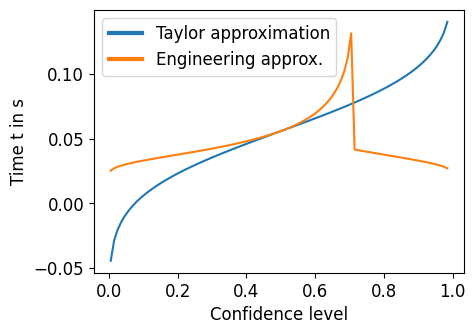 Taylor approximation
Engineering approx.
Time t in s
0.10
0.05
0.00
−0.05
0.0 0.2 0.4 0.6 0.8 1.0
Confidence level